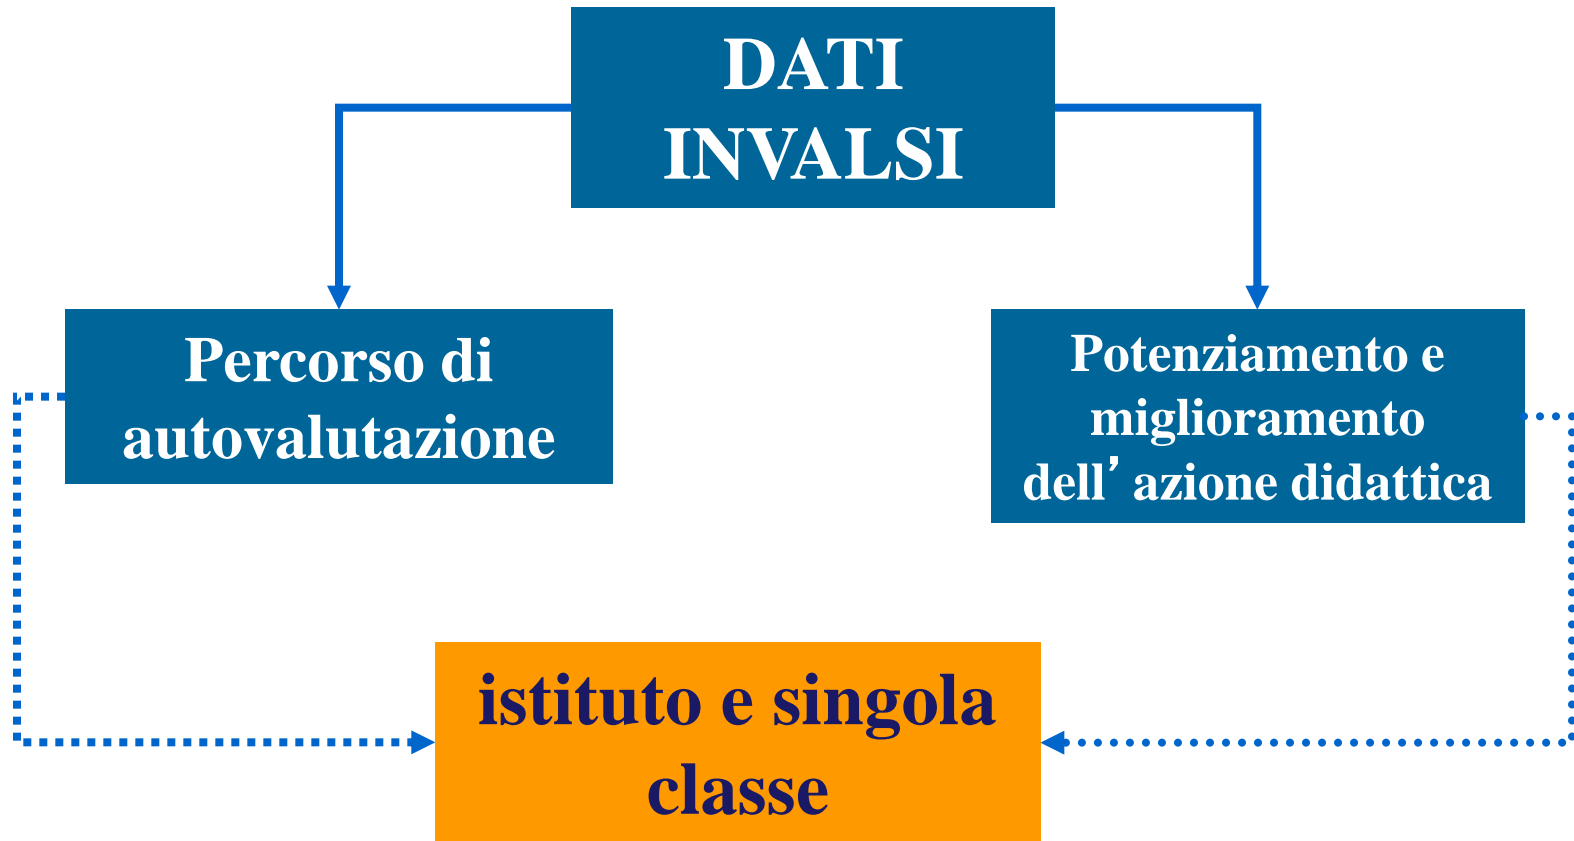 DATI
INVALSI
Percorso di
autovalutazione
Potenziamento e
miglioramento
dell’ azione didattica
istituto e singola
classe